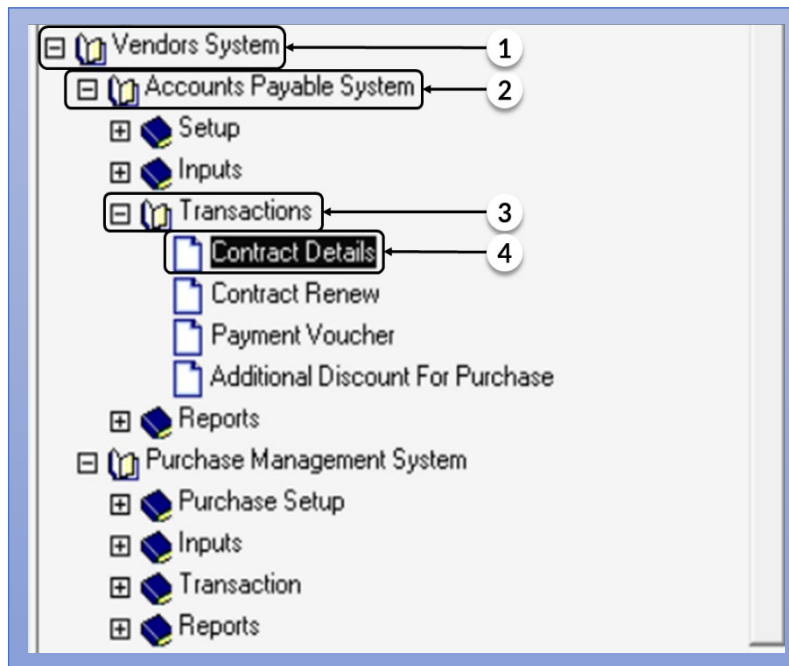 Vendors System 1
Accounts Payable System 2
Setup
Inputs
Transactions 3
Contract Details 4
Contract Renew
Payment Voucher
Additional Discount For Purchase
Reports
Purchase Management System
Purchase Setup
Inputs
Transaction
Reports